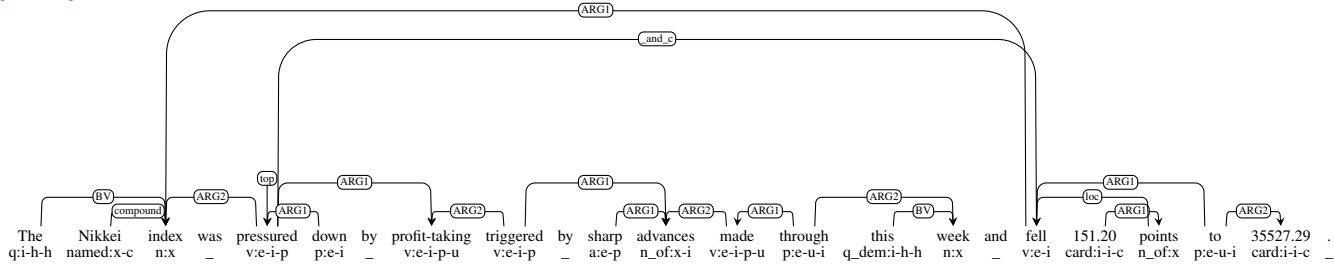 ARG1
_and_c
top
BV ARG2 ARG1 ARG1 ARG2 loc ARG1
compound ARG1 ARG2 ARG1 ARG2 ARG1 BV ARG1 ARG2
The Nikkei index was pressured down by profit-taking triggered by sharp advances made through this week and fell 151.20 points to 35527.29 .
q:i-h-h named:x-c n:x _ v:e-i-p p:e-i _ v:e-i-p-u v:e-i-p _ a:e-p n_of:x-i v:e-i-p-u p:e-u-i q_dem:i-h-h n:x _ v:e-i card:i-i-c n_of:x p:e-u-i card:i-i-c _